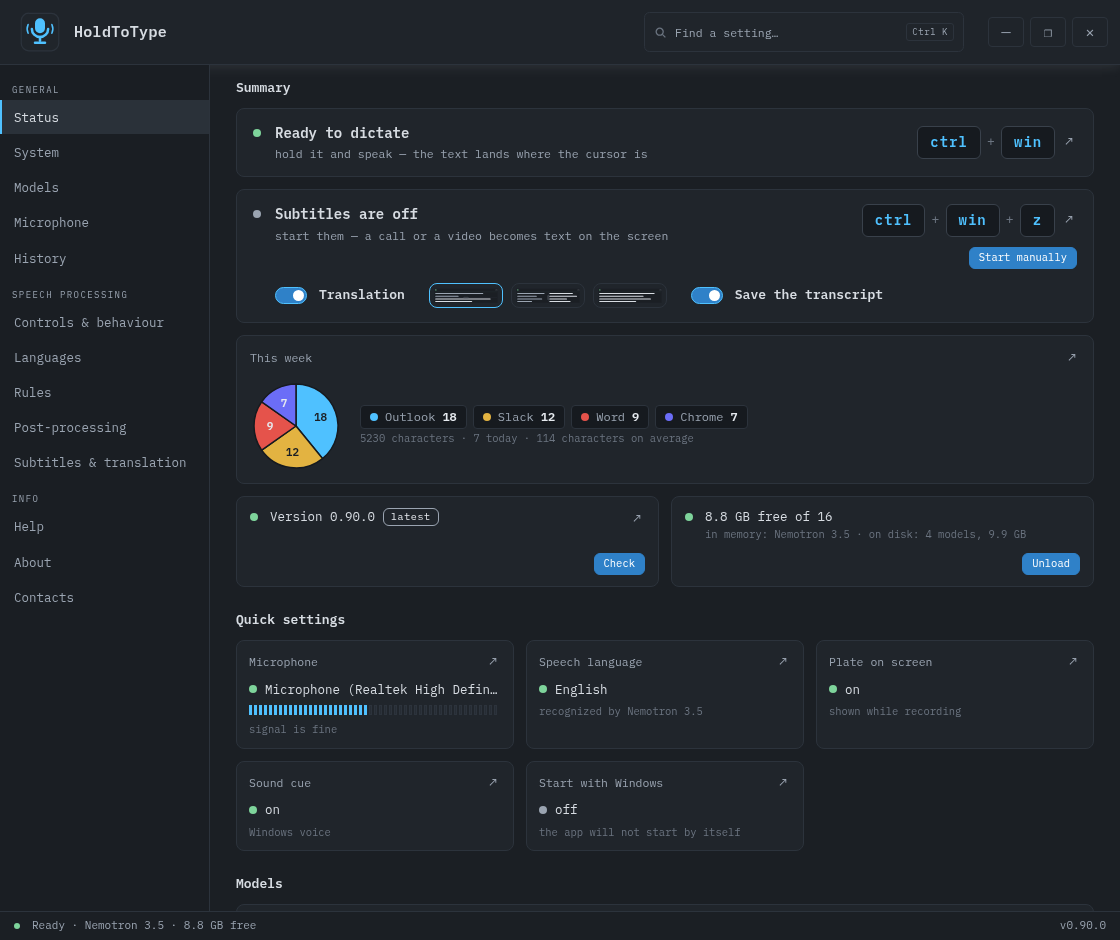 HoldToType
Find a setting…
Ctrl K
GENERAL
Status
System
Models
Microphone
History
SPEECH PROCESSING
Controls & behaviour
Languages
Rules
Post-processing
Subtitles & translation
INFO
Help
About
Contacts
Summary
Ready to dictate
hold it and speak — the text lands where the cursor is
ctrl + win
Subtitles are off
start them — a call or a video becomes text on the screen
ctrl + win + z
Start manually
Translation
Save the transcript
This week
18
12
9
7
Outlook 18
Slack 12
Word 9
Chrome 7
5230 characters · 7 today · 114 characters on average
Version 0.90.0 latest
Check
8.8 GB free of 16
in memory: Nemotron 3.5 · on disk: 4 models, 9.9 GB
Unload
Quick settings
Microphone
Microphone (Realtek High Defin…
signal is fine
Speech language
English
recognized by Nemotron 3.5
Plate on screen
on
shown while recording
Sound cue
on
Windows voice
Start with Windows
off
the app will not start by itself
Models
Ready · Nemotron 3.5 · 8.8 GB free
v0.90.0